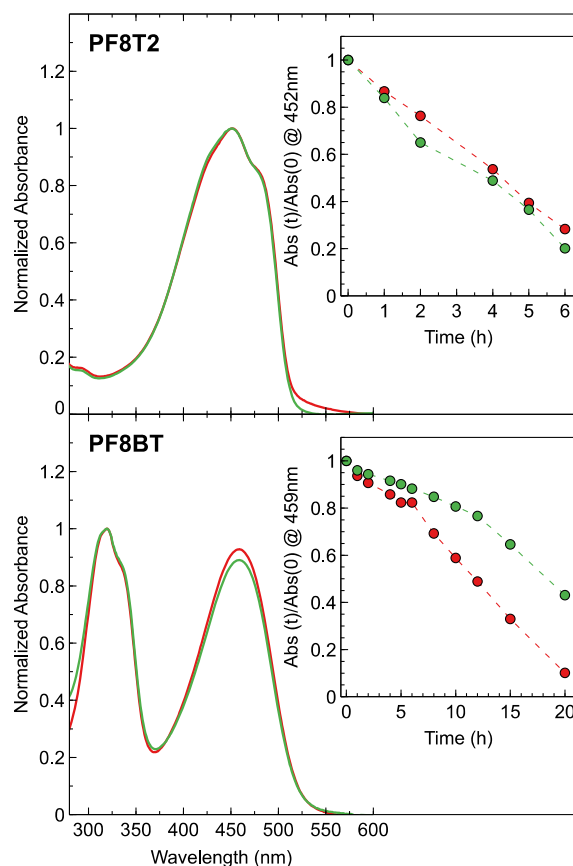 PF8T2
Normalized Absorbance
1.2
1
0.8
0.6
0.4
0.2
0
Abs (t)/Abs(0) @ 452nm
1
0.8
0.6
0.4
0.2
0
0 1 2 3 4 5 6
Time (h)
PF8BT
Normalized Absorbance
1.2
1
0.8
0.6
0.4
0.2
0
300 350 400 450 500 550 600
Wavelength (nm)
Abs (t)/Abs(0) @ 459nm
1
0.8
0.6
0.4
0.2
0
0 5 10 15 20
Time (h)